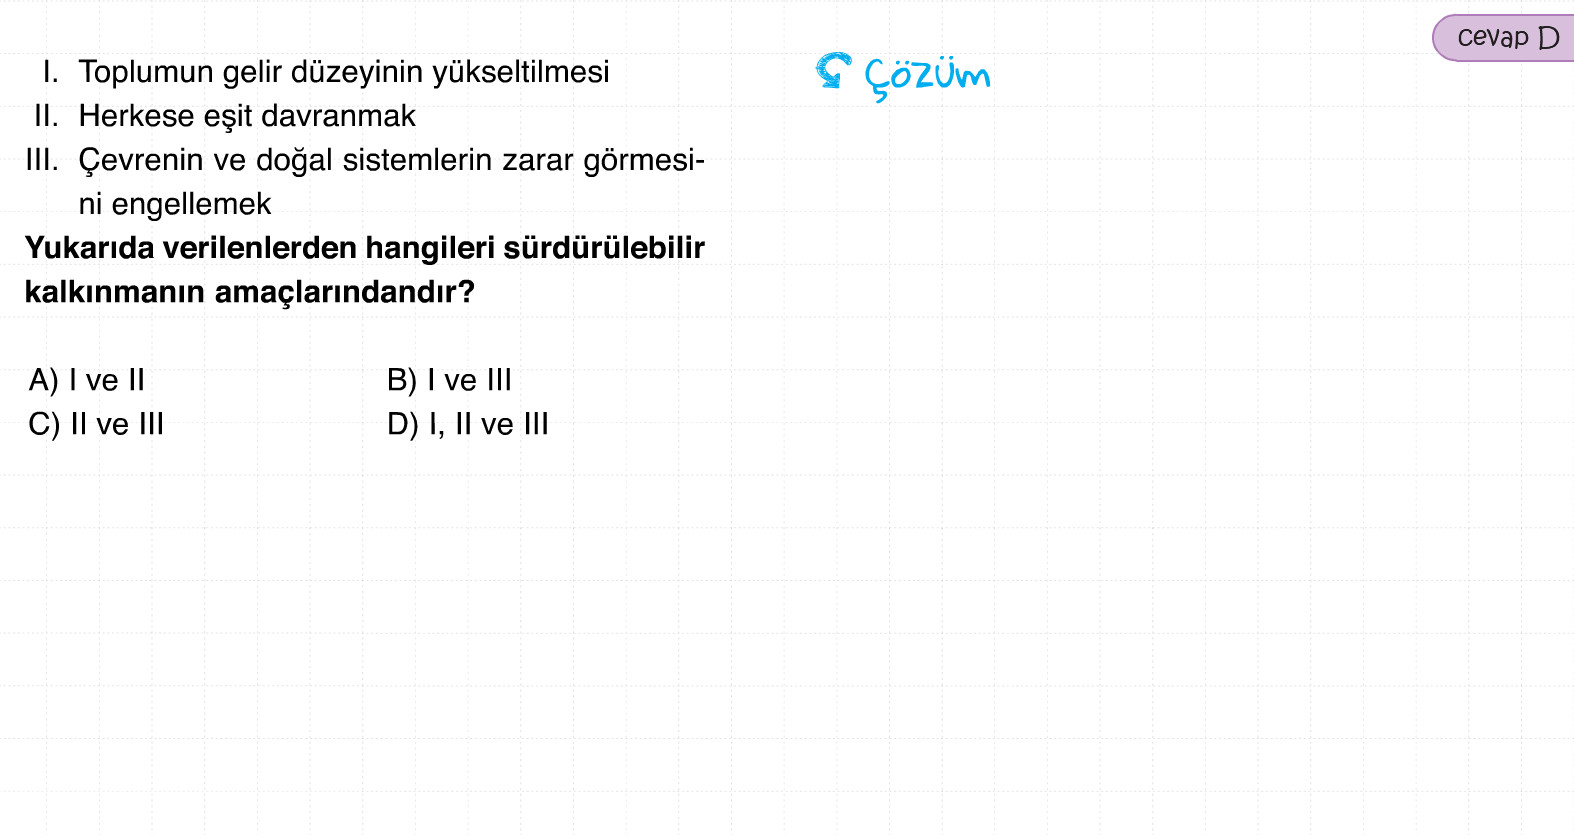 cevap D
I. Toplumun gelir düzeyinin yükseltilmesi
II. Herkese eşit davranmak
III. Çevrenin ve doğal sistemlerin zarar görmesi-
ni engellemek
Yukarıda verilenlerden hangileri sürdürülebilir
kalkınmanın amaçlarındandır?
A) I ve II
B) I ve III
C) II ve III
D) I, II ve III
Çözüm